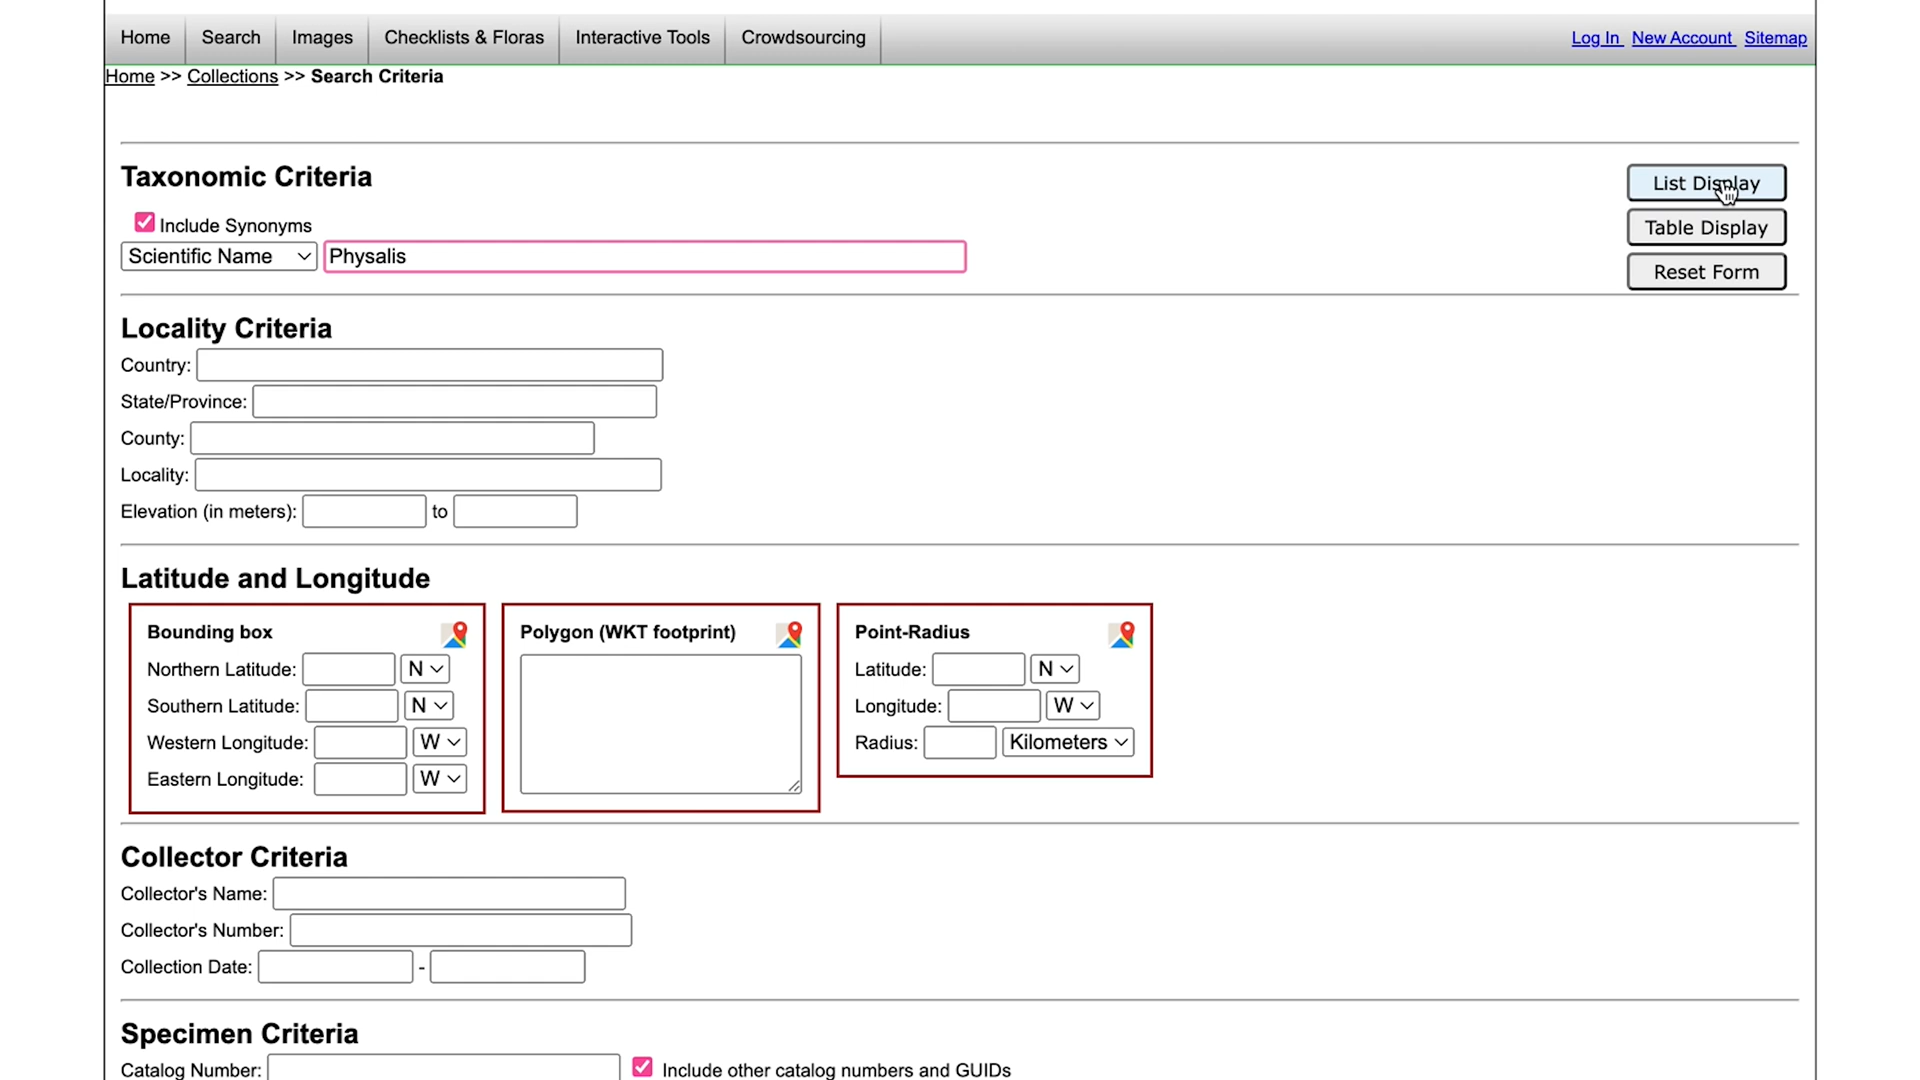 Home Search Images Checklists & Floras Interactive Tools Crowdsourcing Log In New Account Sitemap
Home >> Collections >> Search Criteria
Taxonomic Criteria
List Display
Include Synonyms
Table Display
Scientific Name Physalis
Reset Form
Locality Criteria
Country:
State/Province:
County:
Locality:
Elevation (in meters): to
Latitude and Longitude
Bounding box
Northern Latitude: N
Southern Latitude: N
Western Longitude: W
Eastern Longitude: W
Polygon (WKT footprint)
Point-Radius
Latitude: N
Longitude: W
Radius: Kilometers
Collector Criteria
Collector's Name:
Collector's Number:
Collection Date: -
Specimen Criteria
Catalog Number: Include other catalog numbers and GUIDs